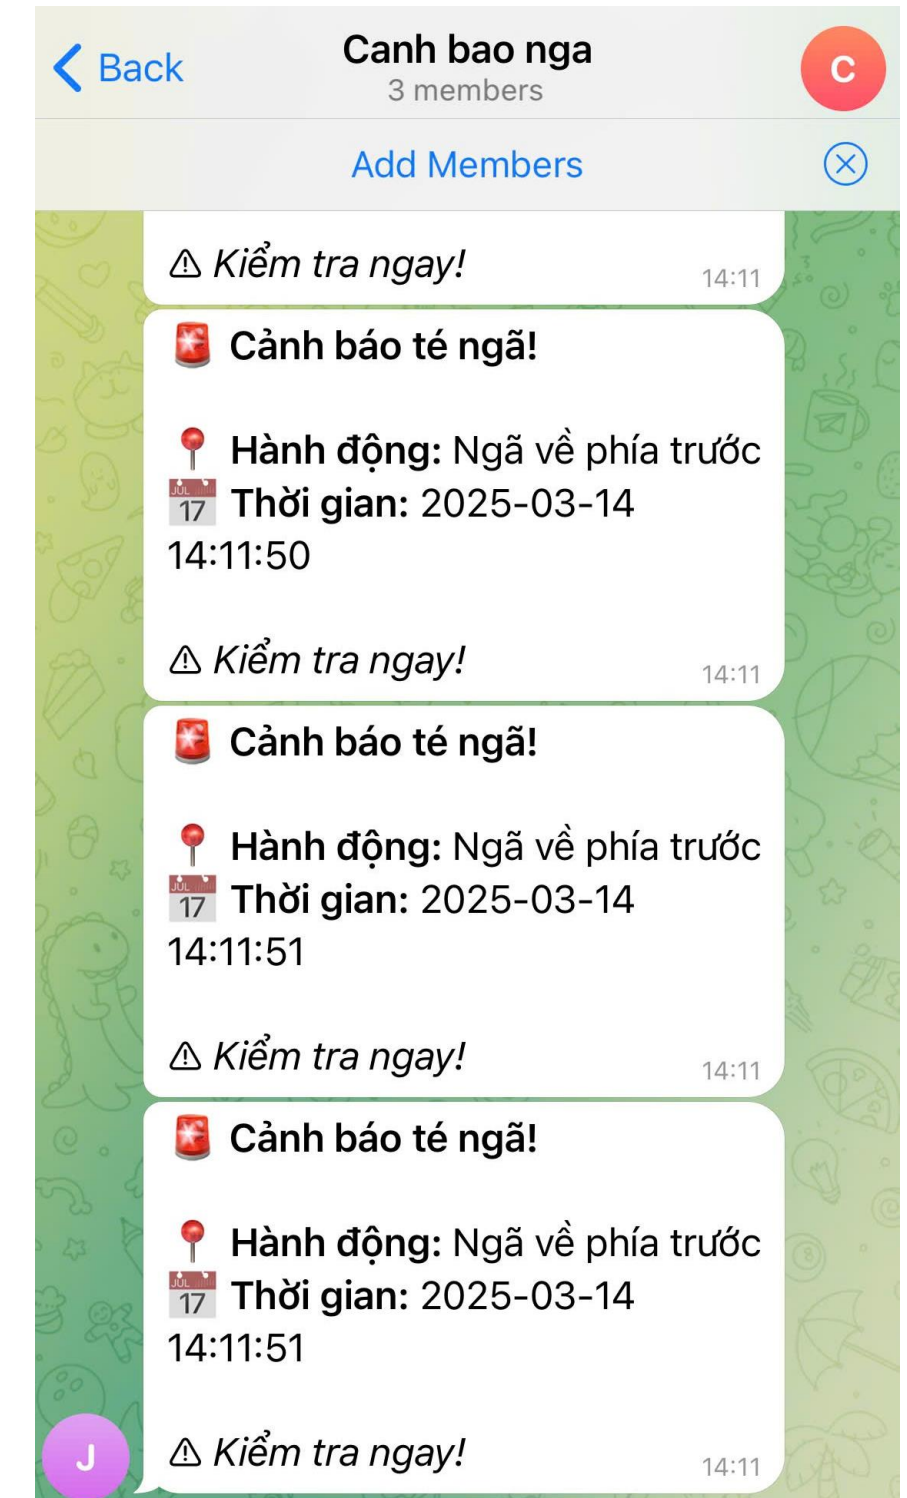 Back
Canh bao nga
C
3 members
Add Members
⚠ Kiểm tra ngay!
14:11
🚨 Cảnh báo té ngã!
📍 Hành động: Ngã về phía trước
📅 Thời gian: 2025-03-14
14:11:50
⚠ Kiểm tra ngay!
14:11
🚨 Cảnh báo té ngã!
📍 Hành động: Ngã về phía trước
📅 Thời gian: 2025-03-14
14:11:51
⚠ Kiểm tra ngay!
14:11
🚨 Cảnh báo té ngã!
📍 Hành động: Ngã về phía trước
📅 Thời gian: 2025-03-14
14:11:51
⚠ Kiểm tra ngay!
14:11
J